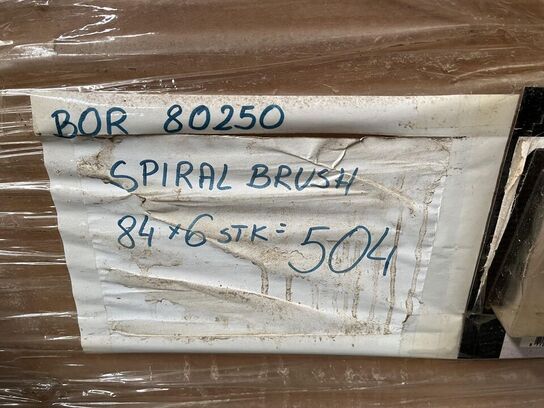 BOR 80250
SPIRAL BRUSH
84 x 6 STK = 504